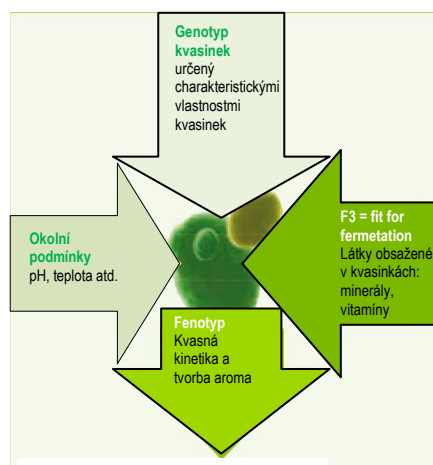 Genotyp
kvasinek
určený
charakteristickými
vlastnostmi
kvasinek
Okolní
podmínky
pH, teplota atd.
F3 = fit for
fermetation
Látky obsažené
v kvasinkách:
minerály,
vitamíny
Fenotyp
Kvasná
kinetika a
tvorba aroma